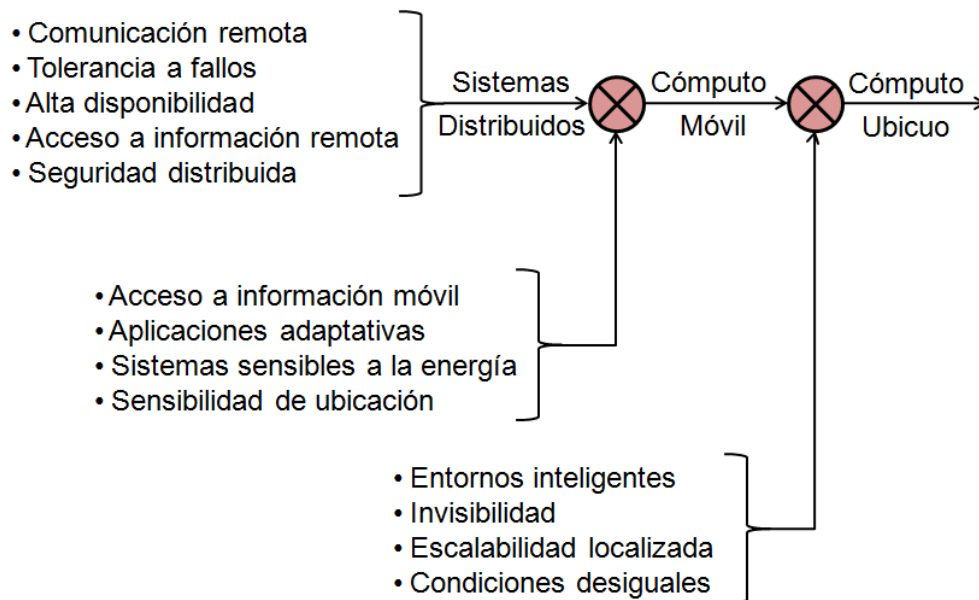 • Comunicación remota
• Tolerancia a fallos
• Alta disponibilidad
• Acceso a información remota
• Seguridad distribuida
Sistemas
Distribuidos
Cómputo
Móvil
Cómputo
Ubicuo
• Acceso a información móvil
• Aplicaciones adaptativas
• Sistemas sensibles a la energía
• Sensibilidad de ubicación
• Entornos inteligentes
• Invisibilidad
• Escalabilidad localizada
• Condiciones desiguales